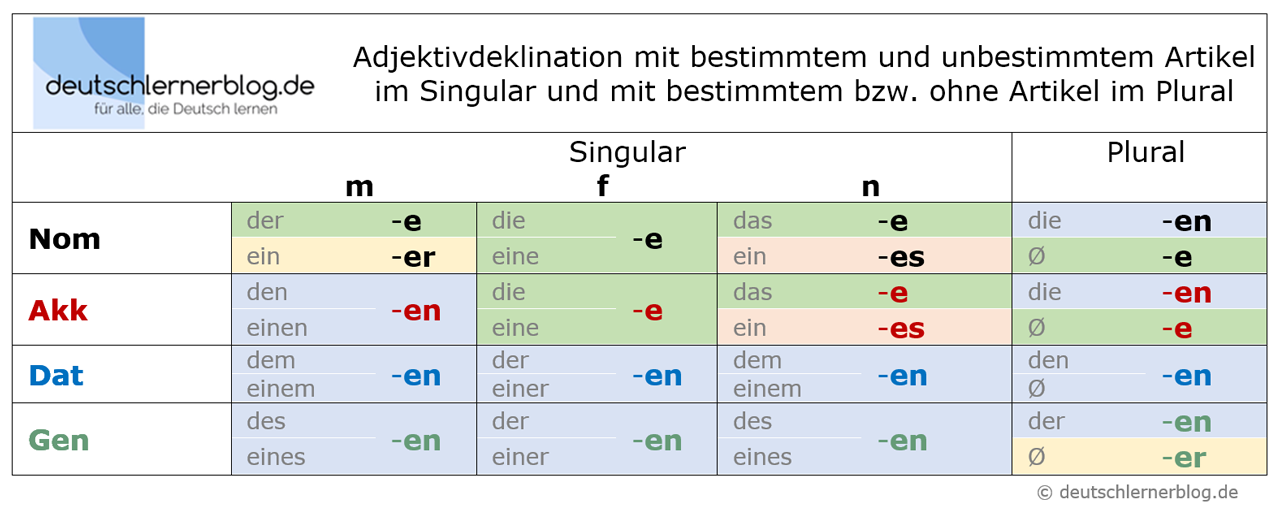 deutschlernerblog.de
für alle, die Deutsch lernen
Adjektivdeklination mit bestimmtem und unbestimmtem Artikel
im Singular und mit bestimmtem bzw. ohne Artikel im Plural
Singular Plural
m f n
Nom der -e die -e das -e die -en
ein -er eine ein -es Ø -e
Akk den -en die -e das -e die -en
einen eine ein -es Ø -e
Dat dem -en der -en dem -en den -en
einem einer einem Ø
Gen des -en der -en des -en der -en
eines einer eines Ø -er
© deutschlernerblog.de